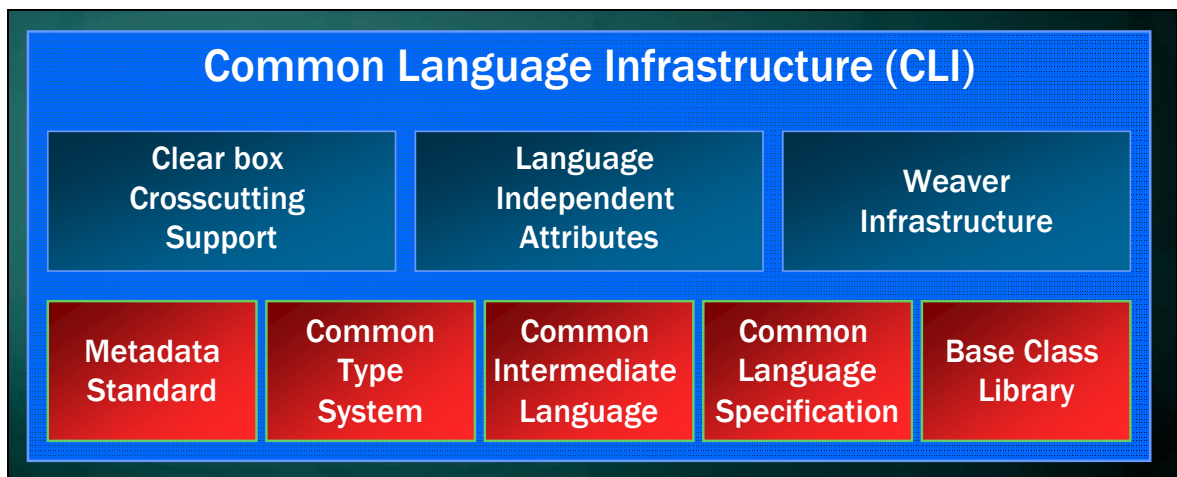 Common Language Infrastructure (CLI)
Clear box
Crosscutting
Support
Language
Independent
Attributes
Weaver
Infrastructure
Metadata
Standard
Common
Type
System
Common
Intermediate
Language
Common
Language
Specification
Base Class
Library